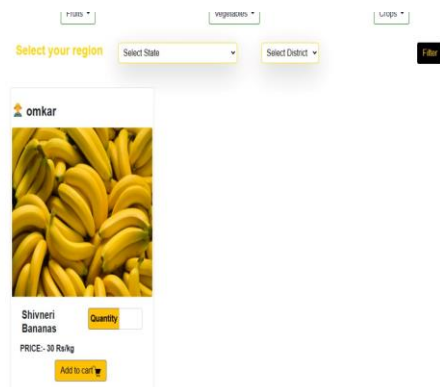 Fruits Vegetables Crops
Select your region Select State Select District Filter
omkar
Shivneri
Bananas
Quantity
PRICE:- 30 Rs/kg
Add to cart